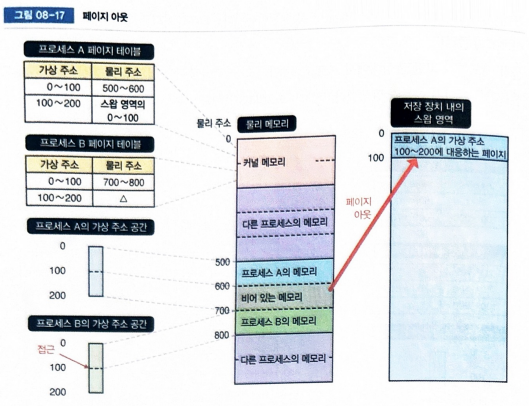 그림 08-17 페이지 아웃
프로세스 A 페이지 테이블
가상 주소 물리 주소
0~100 500~600
100~200 스왑 영역의
0~100
프로세스 B 페이지 테이블
가상 주소 물리 주소
0~100 700~800
100~200 △
프로세스 A의 가상 주소 공간
0
100
200
프로세스 B의 가상 주소 공간
접근
0
100
200
물리 주소 물리 메모리
0
커널 메모리
다른 프로세스의 메모리
500
프로세스 A의 메모리
600
비어 있는 메모리
700
프로세스 B의 메모리
800
다른 프로세스의 메모리
페이지
아웃
저장 장치 내의
스왑 영역
0
프로세스 A의 가상 주소
100~200에 대응하는 페이지
100